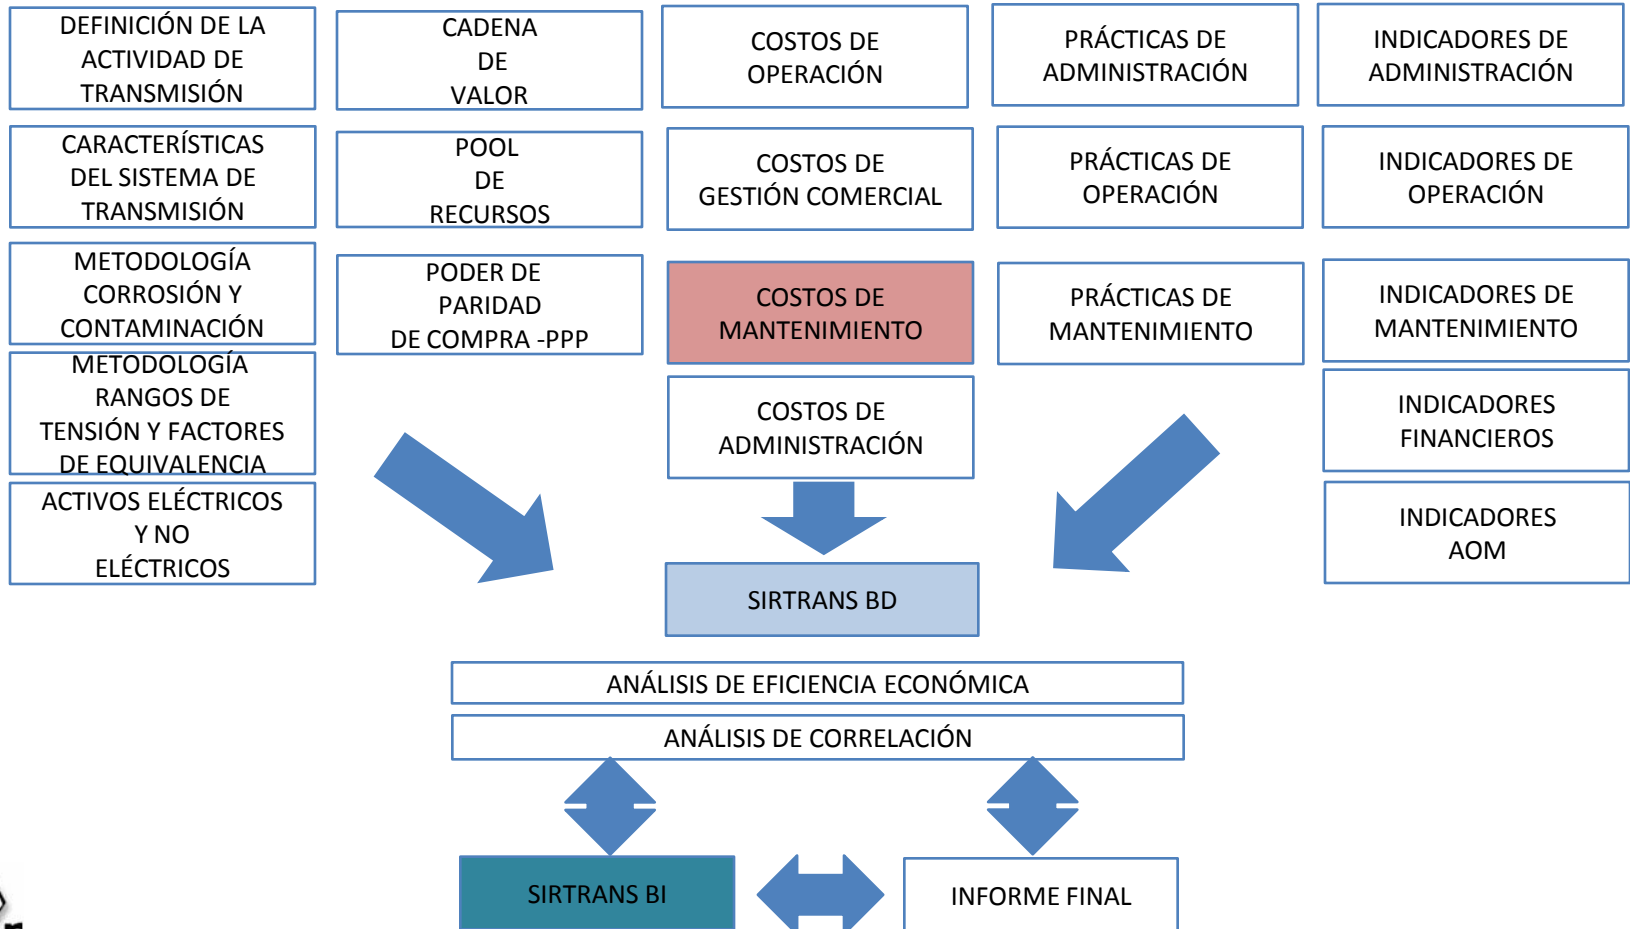 DEFINICIÓN DE LA
ACTIVIDAD DE
TRANSMISIÓN
CARACTERÍSTICAS
DEL SISTEMA DE
TRANSMISIÓN
METODOLOGÍA
CORROSIÓN Y
CONTAMINACIÓN
METODOLOGÍA
RANGOS DE
TENSIÓN Y FACTORES
DE EQUIVALENCIA
ACTIVOS ELÉCTRICOS
Y NO
ELÉCTRICOS
CADENA
DE
VALOR
POOL
DE
RECURSOS
PODER DE
PARIDAD
DE COMPRA -PPP
COSTOS DE
OPERACIÓN
COSTOS DE
GESTIÓN COMERCIAL
COSTOS DE
MANTENIMIENTO
COSTOS DE
ADMINISTRACIÓN
PRÁCTICAS DE
ADMINISTRACIÓN
PRÁCTICAS DE
OPERACIÓN
PRÁCTICAS DE
MANTENIMIENTO
INDICADORES DE
ADMINISTRACIÓN
INDICADORES DE
OPERACIÓN
INDICADORES DE
MANTENIMIENTO
INDICADORES
FINANCIEROS
INDICADORES
AOM
SIRTRANS BD
ANÁLISIS DE EFICIENCIA ECONÓMICA
ANÁLISIS DE CORRELACIÓN
SIRTRANS BI
INFORME FINAL